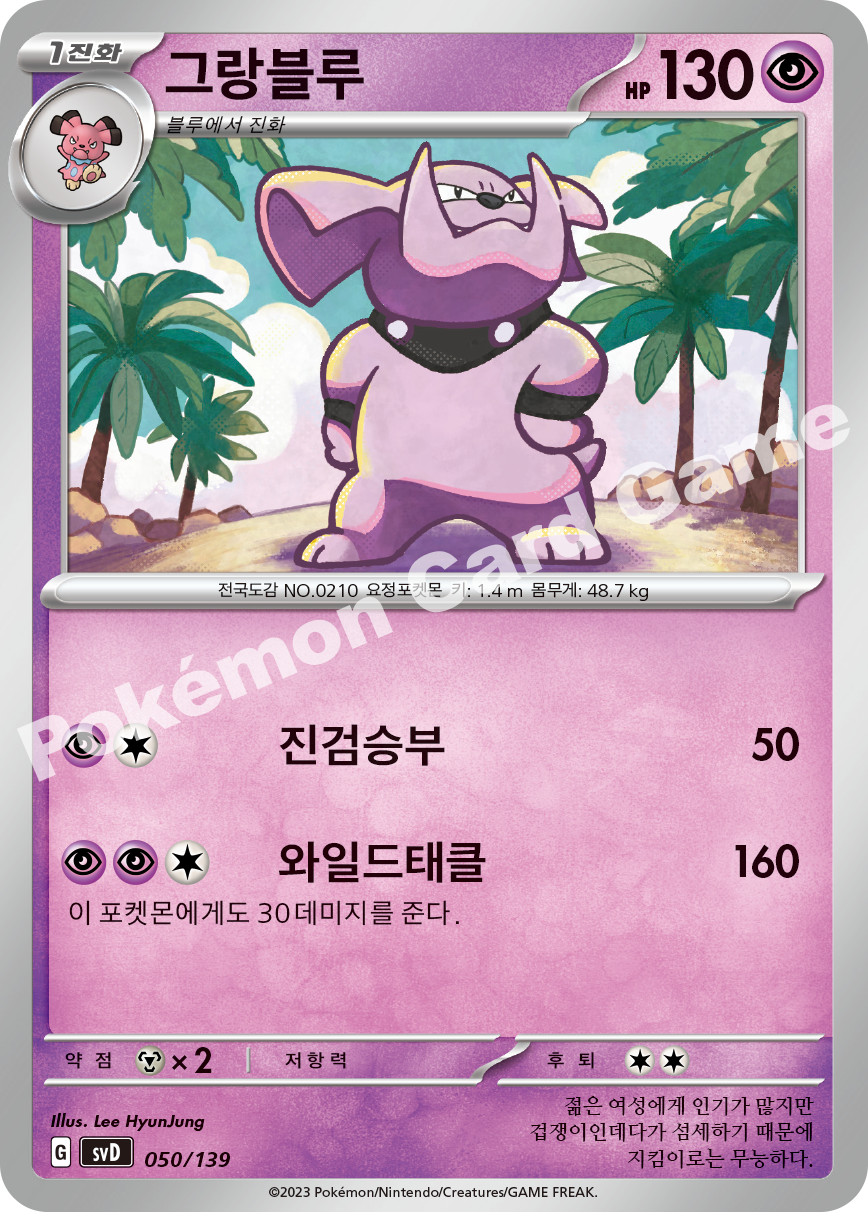 1진화
그랑블루
HP 130
블루에서 진화
전국도감 NO.0210 요정포켓몬 키: 1.4 m 몸무게: 48.7 kg
Pokémon Card Game
진검승부 50
와일드태클 160
이 포켓몬에게도 30데미지를 준다.
약점 ×2 저항력 후퇴
Illus. Lee HyunJung
젊은 여성에게 인기가 많지만
겁쟁이인데다가 섬세하기 때문에
지킴이로는 무능하다.
G svD 050/139
©2023 Pokémon/Nintendo/Creatures/GAME FREAK.